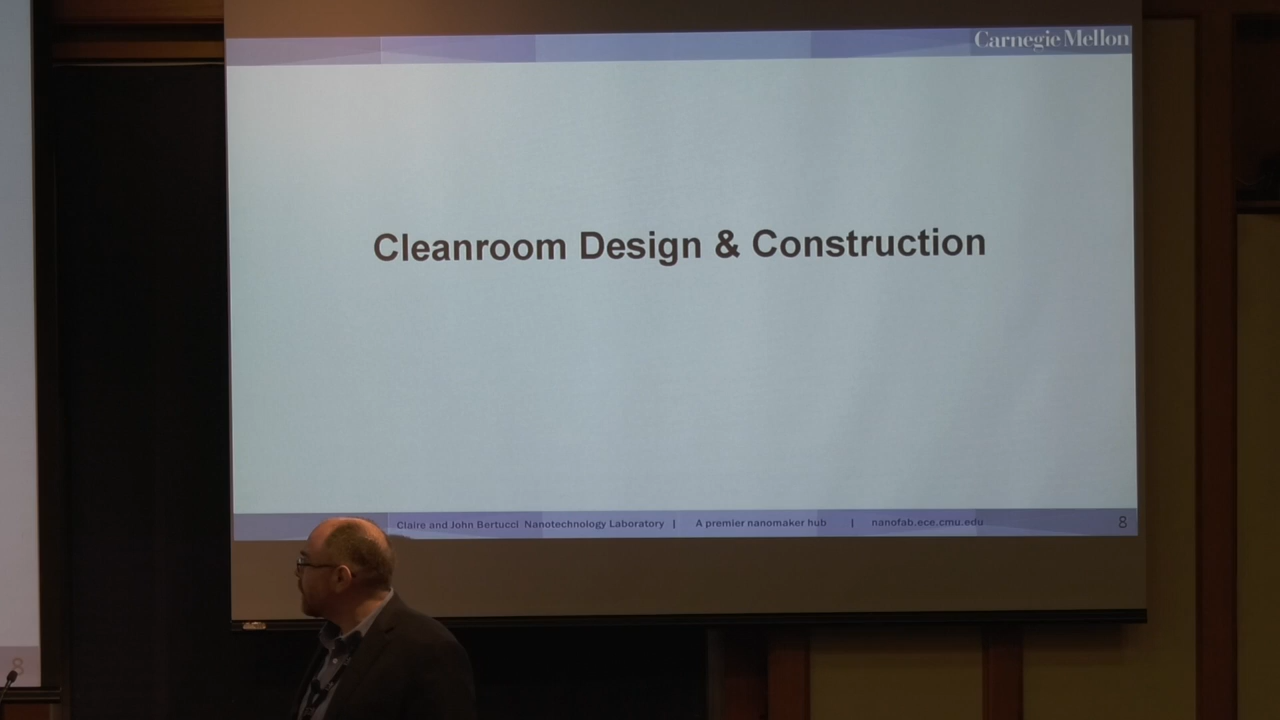 Carnegie Mellon
Cleanroom Design & Construction
Claire and John Bertucci Nanotechnology Laboratory | A premier nanomaker hub | nanofab.ece.cmu.edu 8
8